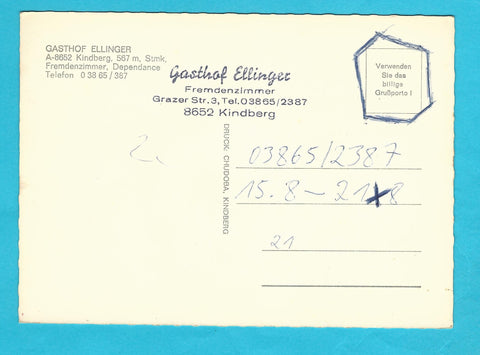 GASTHOF ELLINGER
A-8652 Kindberg, 567 m, Stmk,
Fremdenzimmer, Dependance
Telefon 0 38 65 / 387
Gasthof Ellinger
Fremdenzimmer
Grazer Str. 3, Tel. 03865/2387
8652 Kindberg
Verwenden
Sie das
billige
Grußporto !
DRUCK: CHUDOBA, KINDBERG
2.
03865/2387
15.8 – 21 x 8
21